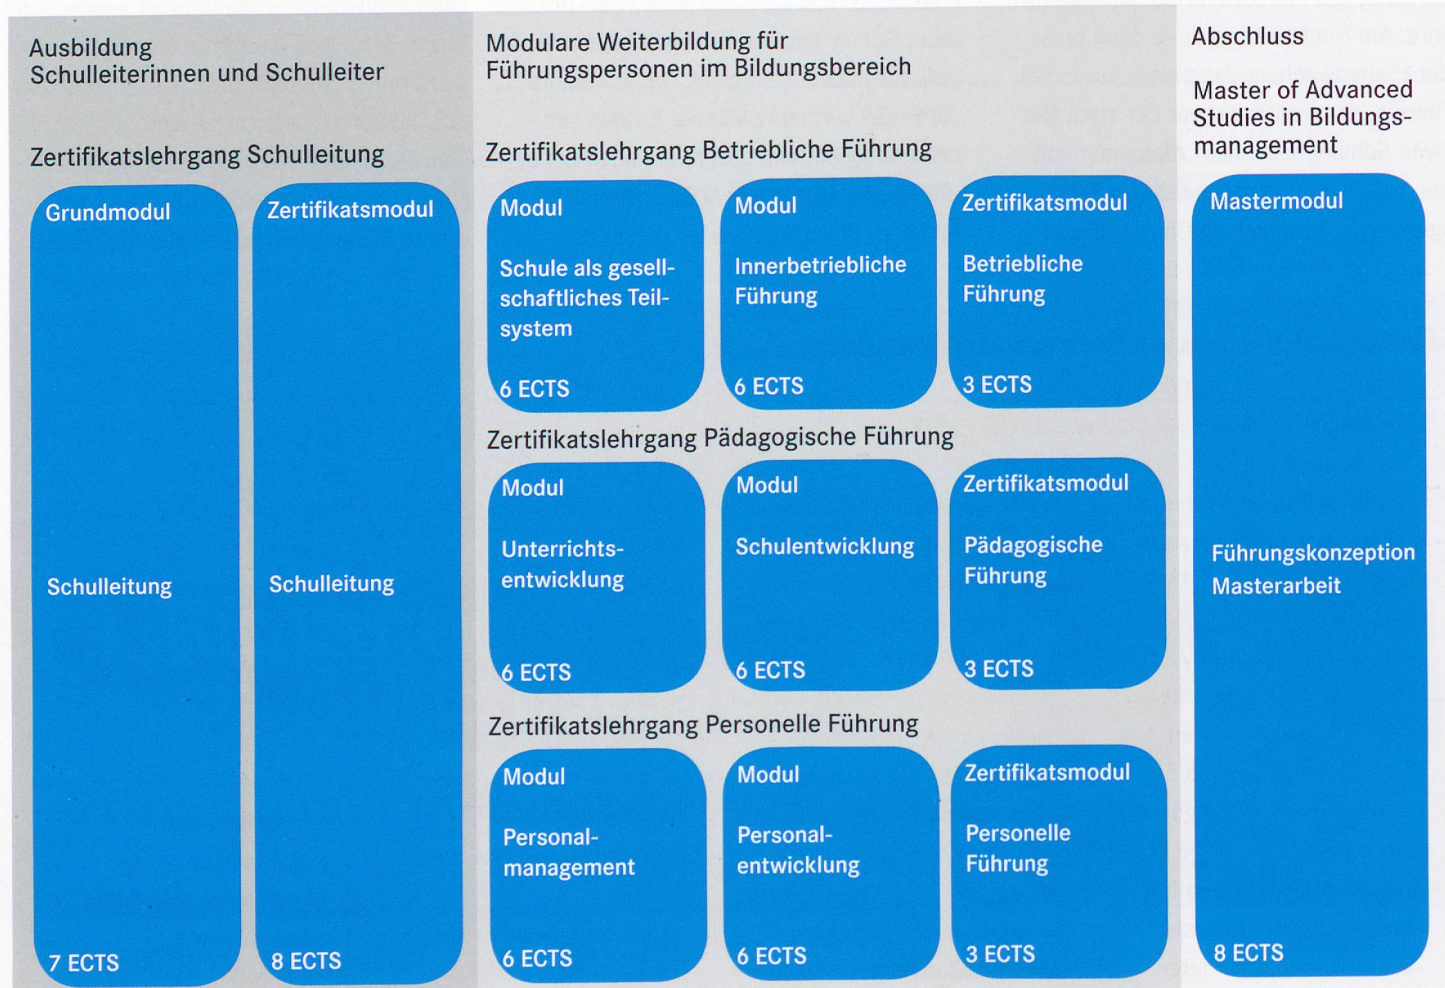 Ausbildung
Schulleiterinnen und Schulleiter
Zertifikatslehrgang Schulleitung
Grundmodul
Schulleitung
7 ECTS
Zertifikatsmodul
Schulleitung
8 ECTS
Modulare Weiterbildung für
Führungspersonen im Bildungsbereich
Zertifikatslehrgang Betriebliche Führung
Modul
Schule als gesell-
schaftliches Teil-
system
6 ECTS
Modul
Innerbetriebliche
Führung
6 ECTS
Zertifikatsmodul
Betriebliche
Führung
3 ECTS
Zertifikatslehrgang Pädagogische Führung
Modul
Unterrichts-
entwicklung
6 ECTS
Modul
Schulentwicklung
6 ECTS
Zertifikatsmodul
Pädagogische
Führung
3 ECTS
Zertifikatslehrgang Personelle Führung
Modul
Personal-
management
6 ECTS
Modul
Personal-
entwicklung
6 ECTS
Zertifikatsmodul
Personelle
Führung
3 ECTS
Abschluss
Master of Advanced
Studies in Bildungs-
management
Mastermodul
Führungskonzeption
Masterarbeit
8 ECTS